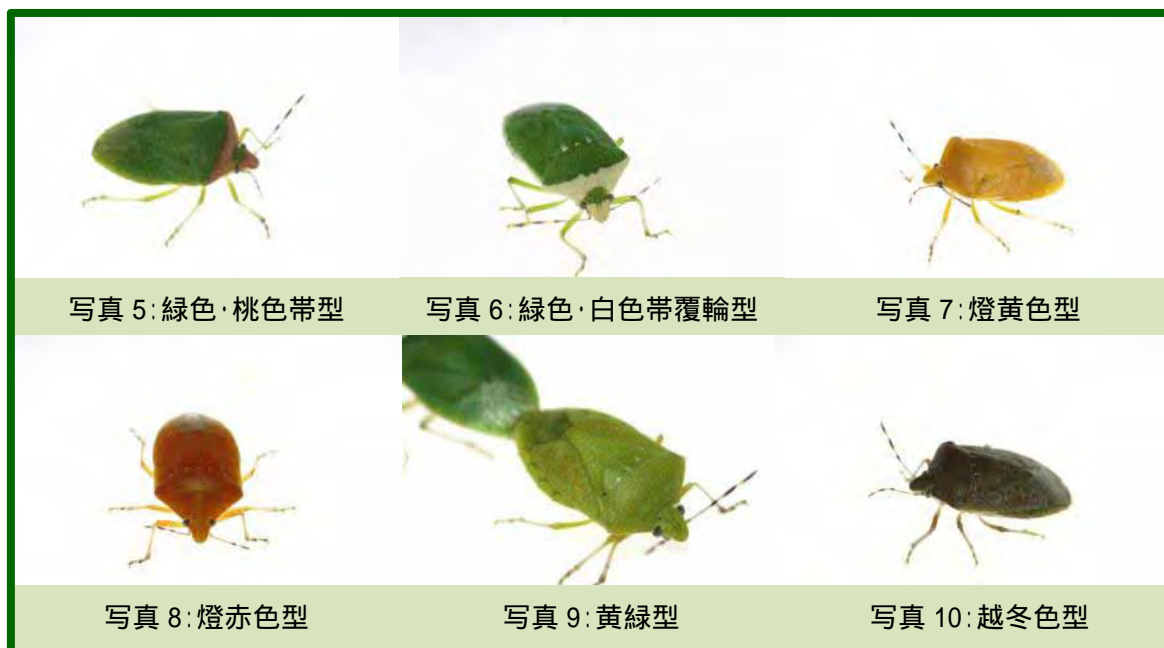 写真 5:緑色･桃色帯型
写真 6:緑色･白色帯覆輪型
写真 7:燈黄色型
写真 8:燈赤色型
写真 9:黄緑型
写真 10:越冬色型